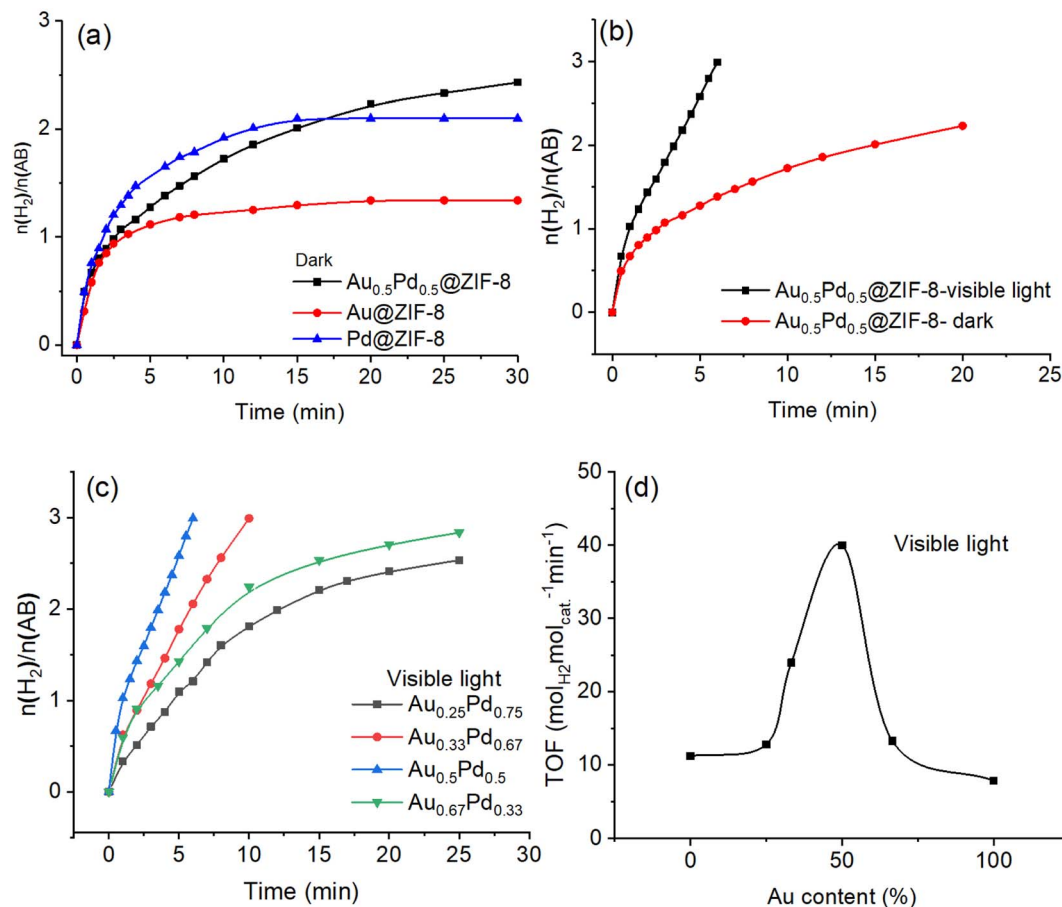 (a)
n(H₂)/n(AB)
3
2
1
0
Dark
Au₀.₅Pd₀.₅@ZIF-8
Au@ZIF-8
Pd@ZIF-8
0 5 10 15 20 25 30
Time (min)
(b)
n(H₂)/n(AB)
3
2
1
0
Au₀.₅Pd₀.₅@ZIF-8-visible light
Au₀.₅Pd₀.₅@ZIF-8- dark
0 5 10 15 20 25
Time (min)
(c)
n(H₂)/n(AB)
3
2
1
0
Visible light
Au₀.₂₅Pd₀.₇₅
Au₀.₃₃Pd₀.₆₇
Au₀.₅Pd₀.₅
Au₀.₆₇Pd₀.₃₃
0 5 10 15 20 25 30
Time (min)
(d)
TOF (mol_H2 mol_cat.⁻¹min⁻¹)
50
40
30
20
10
0
Visible light
0 50 100
Au content (%)